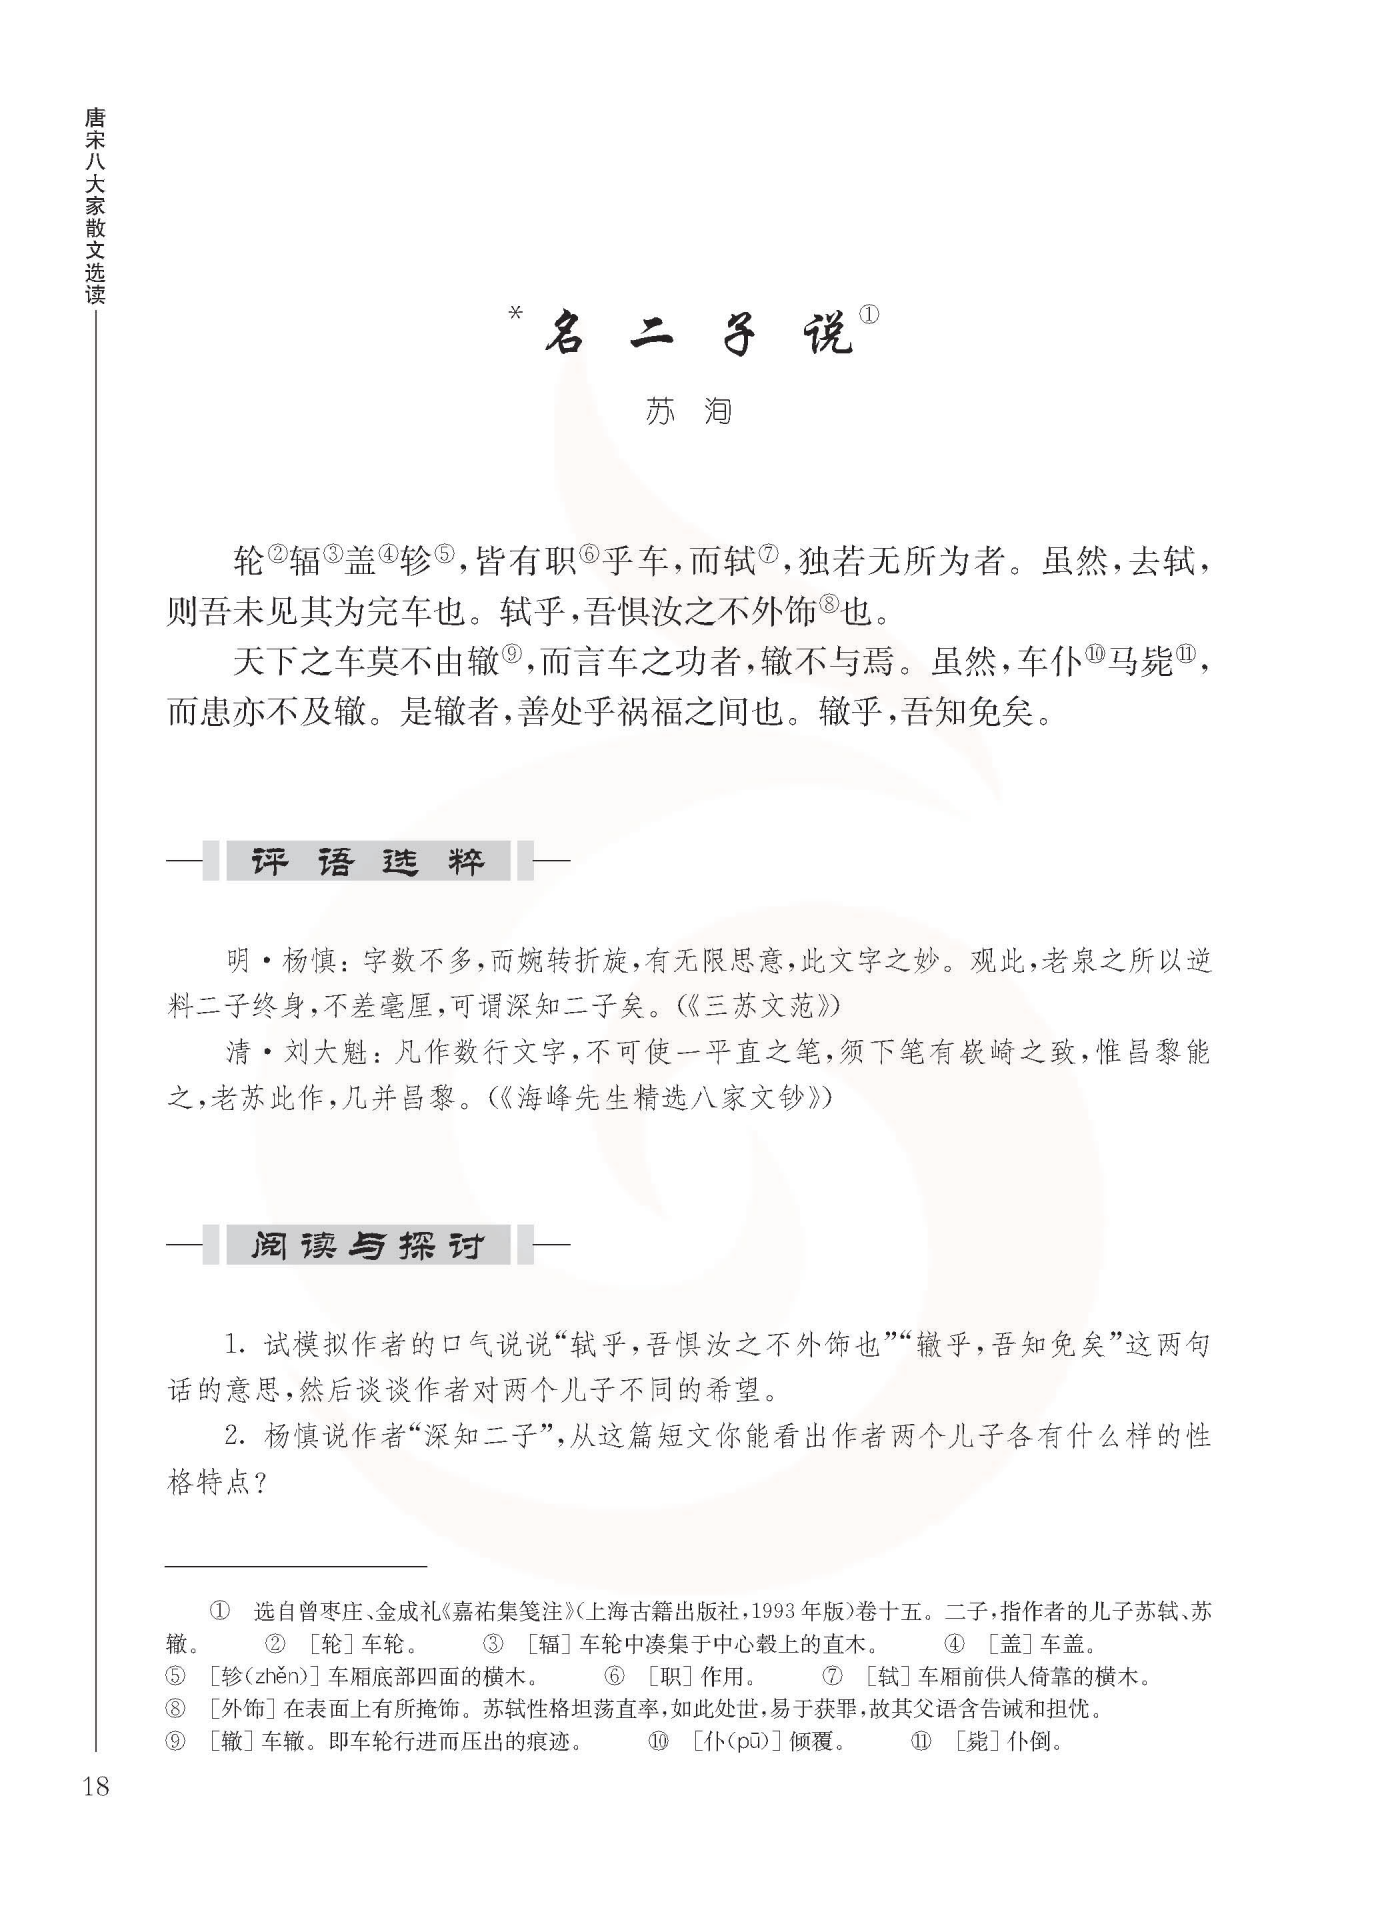 唐宋八大家散文选读
*名二子说①
苏洵
轮②辐③盖④轸⑤,皆有职⑥乎车,而轼⑦,独若无所为者。虽然,去轼,
则吾未见其为完车也。轼乎,吾惧汝之不外饰⑧也。
天下之车莫不由辙⑨,而言车之功者,辙不与焉。虽然,车仆⑩马毙⑪,
而患亦不及辙。是辙者,善处乎祸福之间也。辙乎,吾知免矣。
评语选粹
明·杨慎:字数不多,而婉转折旋,有无限思意,此文字之妙。观此,老泉之所以逆
料二子终身,不差毫厘,可谓深知二子矣。(《三苏文范》)
清·刘大魁:凡作数行文字,不可使一平直之笔,须下笔有嵚崎之致,惟昌黎能
之,老苏此作,几并昌黎。(《海峰先生精选八家文钞》)
阅读与探讨
1. 试模拟作者的口气说说“轼乎,吾惧汝之不外饰也”“辙乎,吾知免矣”这两句
话的意思,然后谈谈作者对两个儿子不同的希望。
2. 杨慎说作者“深知二子”,从这篇短文你能看出作者两个儿子各有什么样的性
格特点?
① 选自曾枣庄、金成礼《嘉祐集笺注》(上海古籍出版社,1993年版)卷十五。二子,指作者的儿子苏轼、苏
辙。 ② [轮]车轮。 ③ [辐]车轮中凑集于中心毂上的直木。 ④ [盖]车盖。
⑤ [轸(zhěn)]车厢底部四面的横木。 ⑥ [职]作用。 ⑦ [轼]车厢前供人倚靠的横木。
⑧ [外饰]在表面上有所掩饰。苏轼性格坦荡直率,如此处世,易于获罪,故其父语含告诫和担忧。
⑨ [辙]车辙。即车轮行进而压出的痕迹。 ⑩ [仆(pū)]倾覆。 ⑪ [毙]仆倒。
18